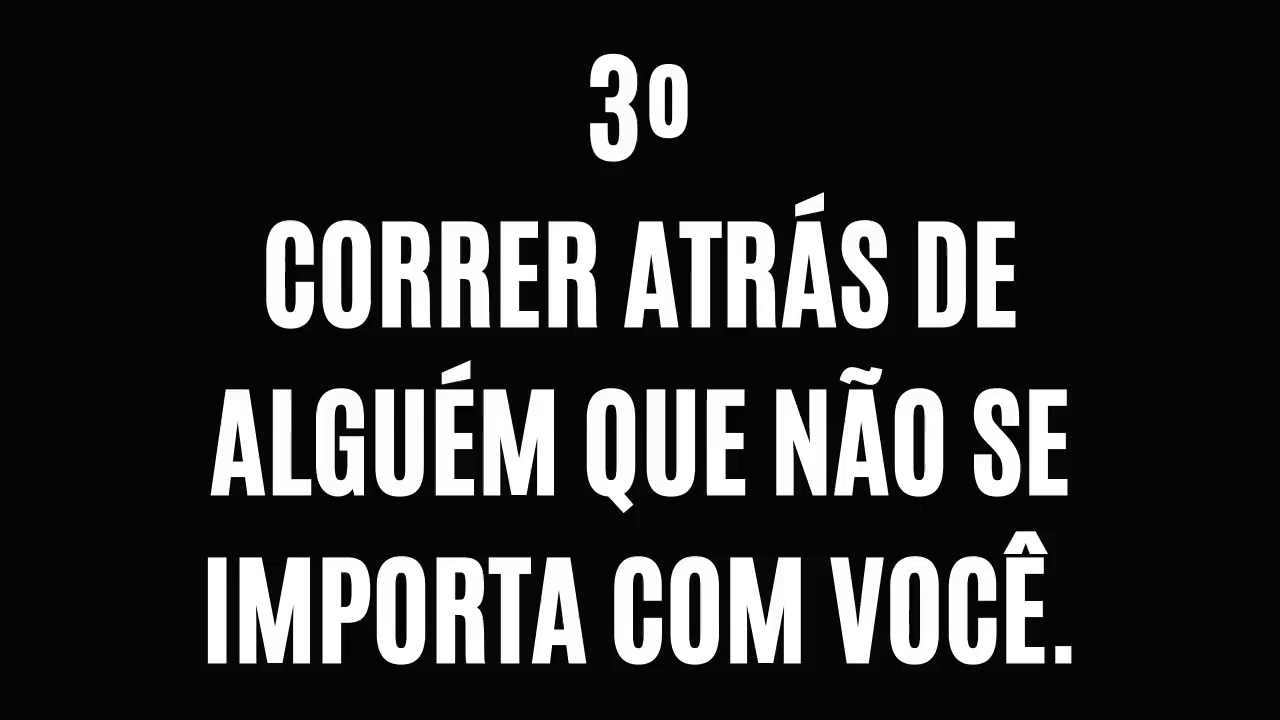 3º
CORRER ATRÁS DE
ALGUÉM QUE NÃO SE
IMPORTA COM VOCÊ.